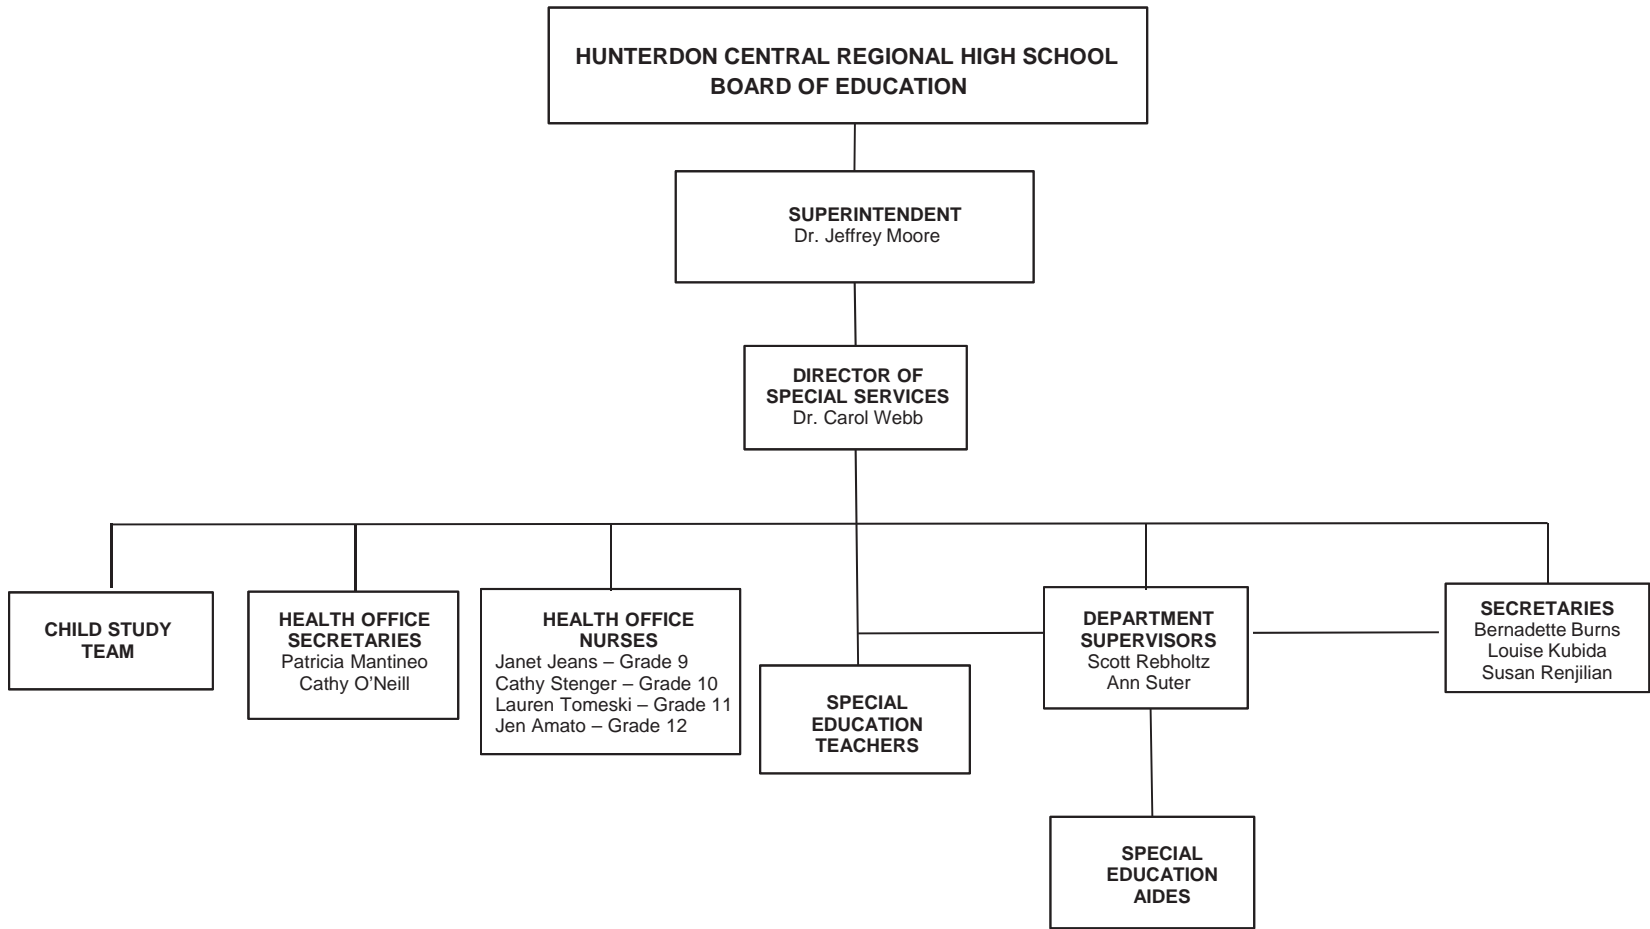 HUNTERDON CENTRAL REGIONAL HIGH SCHOOL
BOARD OF EDUCATION
SUPERINTENDENT
Dr. Jeffrey Moore
DIRECTOR OF
SPECIAL SERVICES
Dr. Carol Webb
CHILD STUDY
TEAM
HEALTH OFFICE
SECRETARIES
Patricia Mantineo
Cathy O’Neill
HEALTH OFFICE
NURSES
Janet Jeans – Grade 9
Cathy Stenger – Grade 10
Lauren Tomeski – Grade 11
Jen Amato – Grade 12
SPECIAL
EDUCATION
TEACHERS
DEPARTMENT
SUPERVISORS
Scott Rebholtz
Ann Suter
SECRETARIES
Bernadette Burns
Louise Kubida
Susan Renjilian
SPECIAL
EDUCATION
AIDES